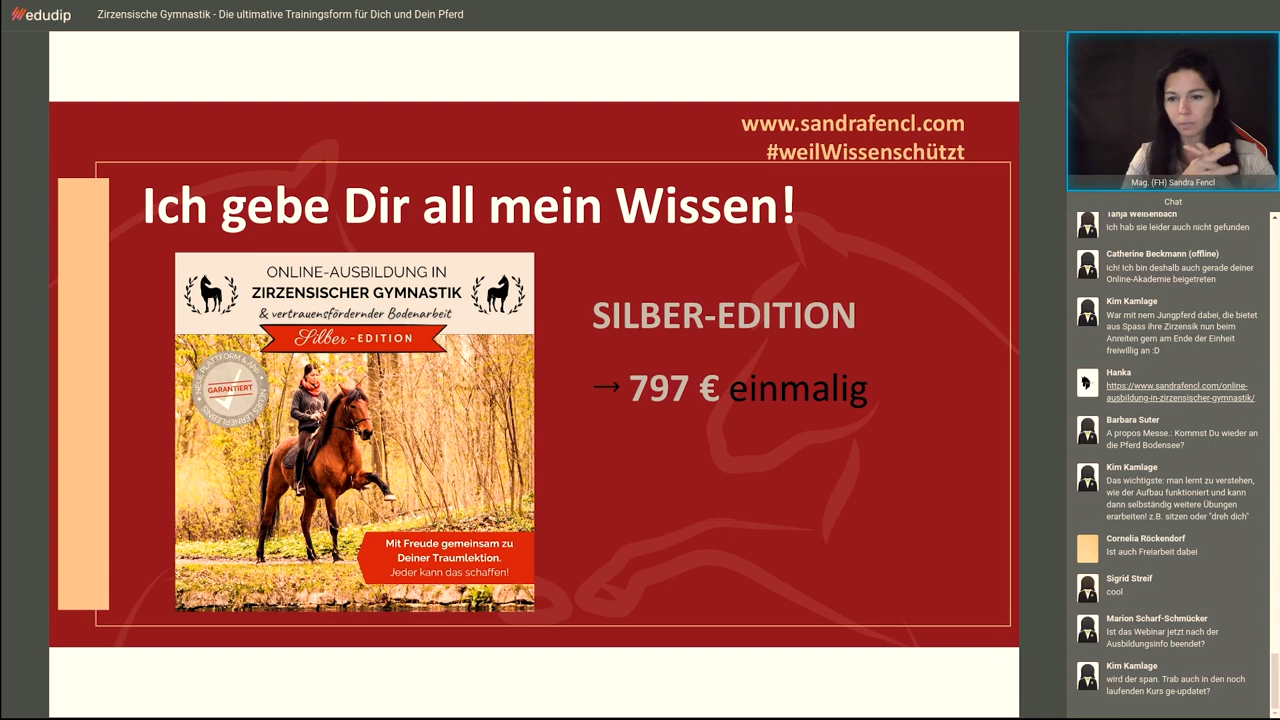 edudip
Zirzensische Gymnastik - Die ultimative Trainingsform für Dich und Dein Pferd
www.sandrafencl.com
#weilWissenschützt
Ich gebe Dir all mein Wissen!
ONLINE-AUSBILDUNG IN
ZIRZENSISCHER GYMNASTIK
& vertrauensfördernder Bodenarbeit
Silber-EDITION
NEUE PLATTFORM & APP
GARANTIERT
Mit Freude gemeinsam zu
Deiner Traumlektion.
Jeder kann das schaffen!
SILBER-EDITION
→ 797 € einmalig
Mag. (FH) Sandra Fencl
Chat
Tanja Weißenbach
ich hab sie leider auch nicht gefunden
Catherine Beckmann (offline)
ich! Ich bin deshalb auch gerade deiner
Online-Akademie beigetreten
Kim Kamlage
War mit nem Jungpferd dabei, die bietet
aus Spass ihre Zirzensik nun beim
Anreiten gern am Ende der Einheit
freiwillig an :D
Hanka
https://www.sandrafencl.com/online-
ausbildung-in-zirzensischer-gymnastik/
Barbara Suter
A propos Messe.: Kommst Du wieder an
die Pferd Bodensee?
Kim Kamlage
Das wichtigste: man lernt zu verstehen,
wie der Aufbau funktioniert und kann
dann selbständig weitere Übungen
erarbeiten! z.B. sitzen oder "dreh dich"
Cornelia Röckendorf
Ist auch Freiarbeit dabei
Sigrid Streif
cool
Marion Scharf-Schmücker
Ist das Webinar jetzt nach der
Ausbildungsinfo beendet?
Kim Kamlage
wird der span. Trab auch in den noch
laufenden Kurs ge-updatet?